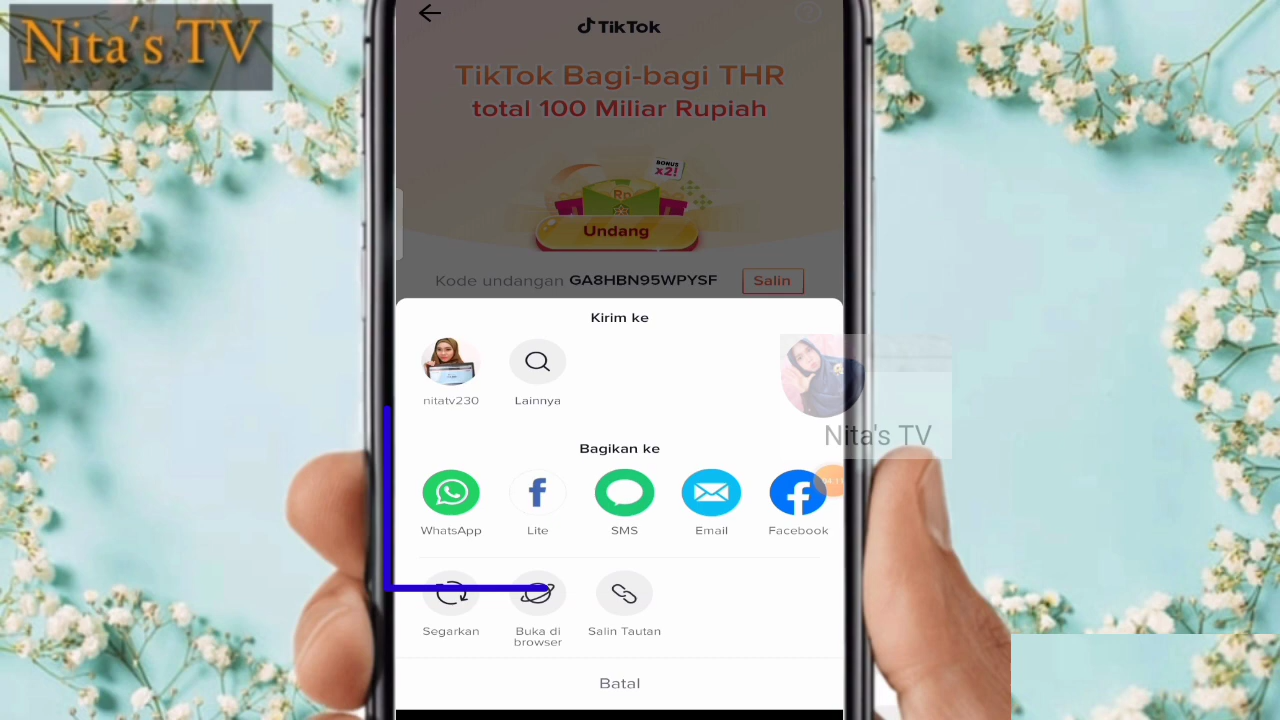 Nita's TV
TikTok
TikTok Bagi-bagi THR
total 100 Miliar Rupiah
BONUS
x2!
Rp
Undang
Kode undangan GA8HBN95WPYSF Salin
Kirim ke
nitatv230 Lainnya
Nita's TV
Bagikan ke
WhatsApp Lite SMS Email Facebook
Segarkan Buka di browser Salin Tautan
Batal